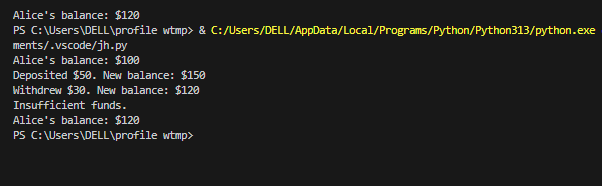 Alice's balance: $120
PS C:\Users\DELL\profile wtmp> & C:/Users/DELL/AppData/Local/Programs/Python/Python313/python.exe
ments/.vscode/jh.py
Alice's balance: $100
Deposited $50. New balance: $150
Withdrew $30. New balance: $120
Insufficient funds.
Alice's balance: $120
PS C:\Users\DELL\profile wtmp>